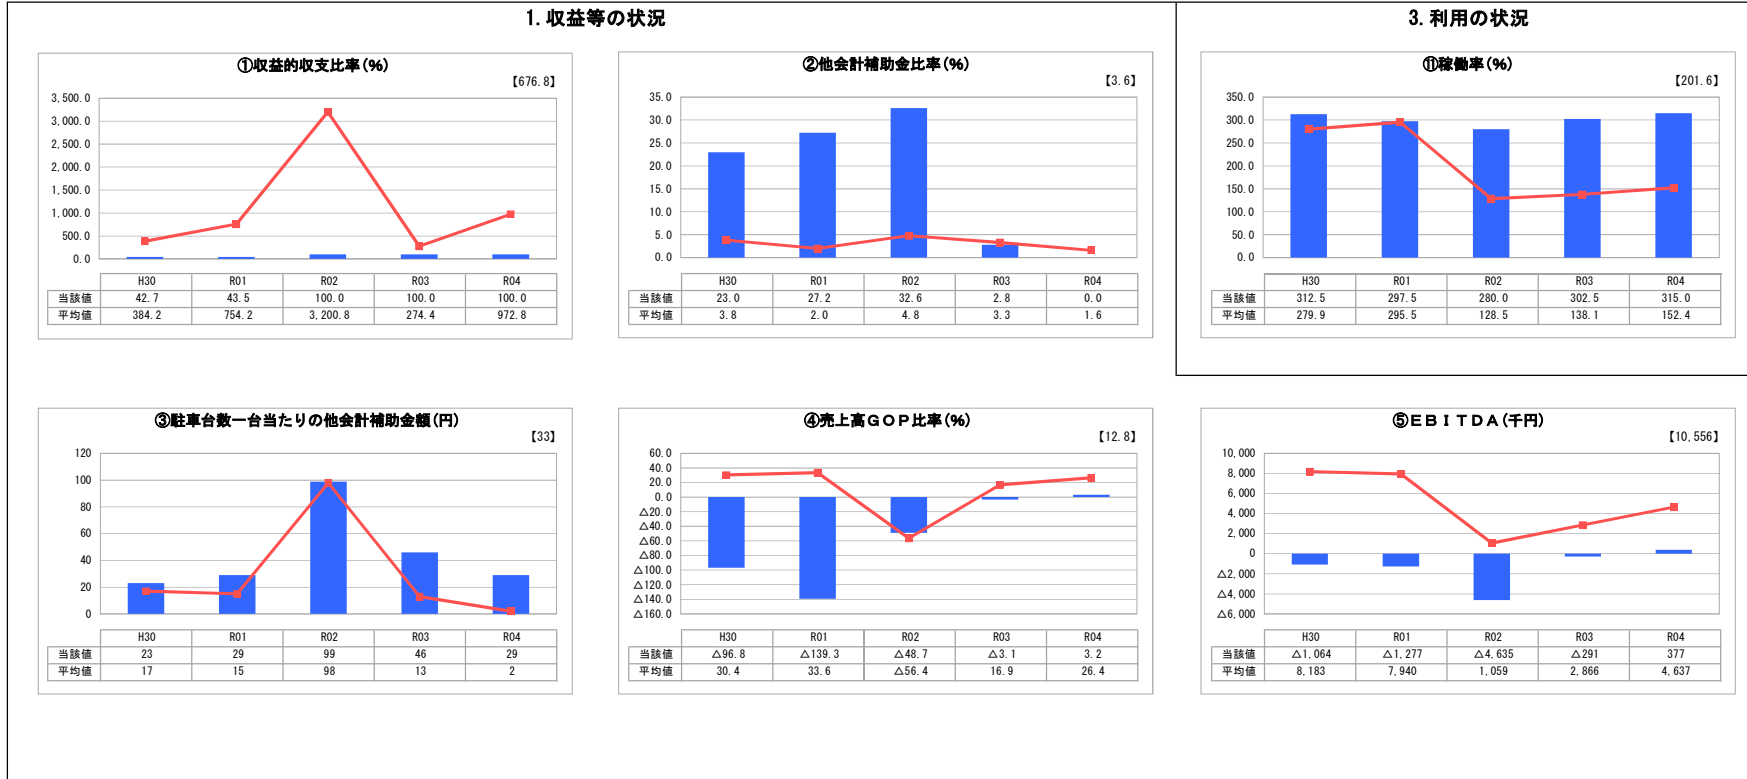 1. 収益等の状況
3. 利用の状況
①収益的収支比率(%)
【676.8】
3,500.0
3,000.0
2,500.0
2,000.0
1,500.0
1,000.0
500.0
0.0
H30 R01 R02 R03 R04
当該値 42.7 43.5 100.0 100.0 100.0
平均値 384.2 754.2 3,200.8 274.4 972.8
②他会計補助金比率(%)
【3.6】
35.0
30.0
25.0
20.0
15.0
10.0
5.0
0.0
H30 R01 R02 R03 R04
当該値 23.0 27.2 32.6 2.8 0.0
平均値 3.8 2.0 4.8 3.3 1.6
⑪稼働率(%)
【201.6】
350.0
300.0
250.0
200.0
150.0
100.0
50.0
0.0
H30 R01 R02 R03 R04
当該値 312.5 297.5 280.0 302.5 315.0
平均値 279.9 295.5 128.5 138.1 152.4
③駐車台数一台当たりの他会計補助金額(円)
【33】
120
100
80
60
40
20
0
H30 R01 R02 R03 R04
当該値 23 29 99 46 29
平均値 17 15 98 13 2
④売上高GOP比率(%)
【12.8】
60.0
40.0
20.0
0.0
△20.0
△40.0
△60.0
△80.0
△100.0
△120.0
△140.0
△160.0
H30 R01 R02 R03 R04
当該値 △96.8 △139.3 △48.7 △3.1 3.2
平均値 30.4 33.6 △56.4 16.9 26.4
⑤EBITDA(千円)
【10,556】
10,000
8,000
6,000
4,000
2,000
0
△2,000
△4,000
△6,000
H30 R01 R02 R03 R04
当該値 △1,064 △1,277 △4,635 △291 377
平均値 8,183 7,940 1,059 2,866 4,637